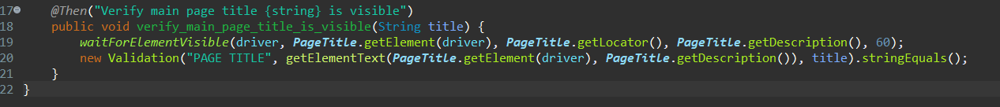 17 @Then("Verify main page title {string} is visible")
18 public void verify_main_page_title_is_visible(String title) {
19 waitForElementVisible(driver, PageTitle.getElement(driver), PageTitle.getLocator(), PageTitle.getDescription(), 60);
20 new Validation("PAGE TITLE", getElementText(PageTitle.getElement(driver), PageTitle.getDescription()), title).stringEquals();
21 }
22 }